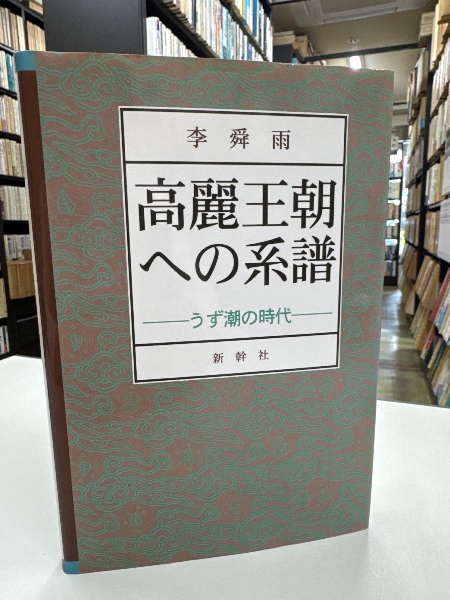 李舜雨
高麗王朝
への系譜
——うず潮の時代——
新幹社